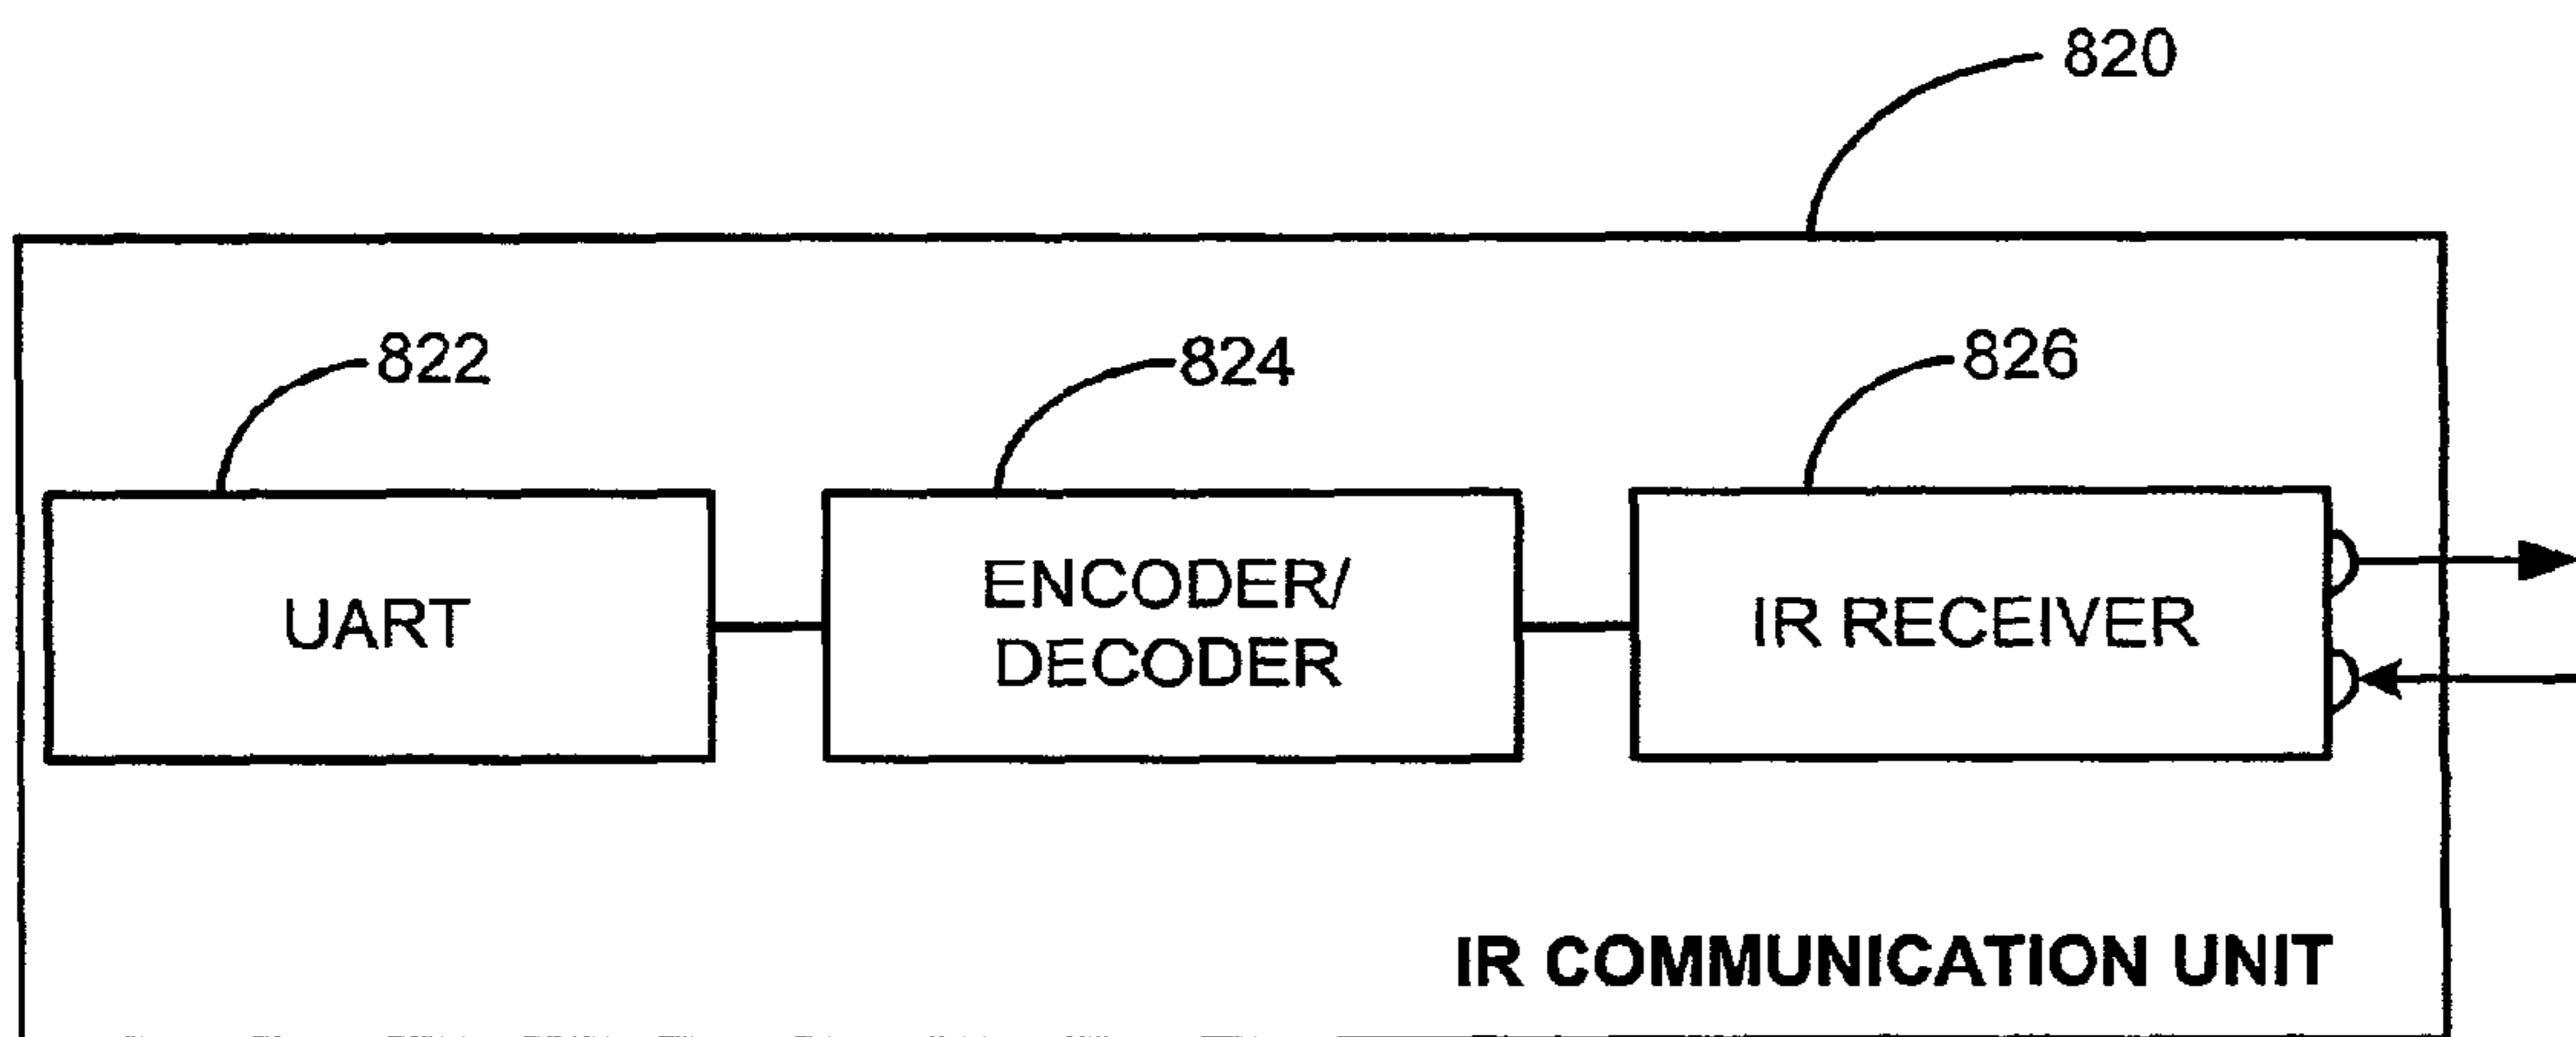 820
822
824
826
UART
ENCODER/
DECODER
IR RECEIVER
IR COMMUNICATION UNIT